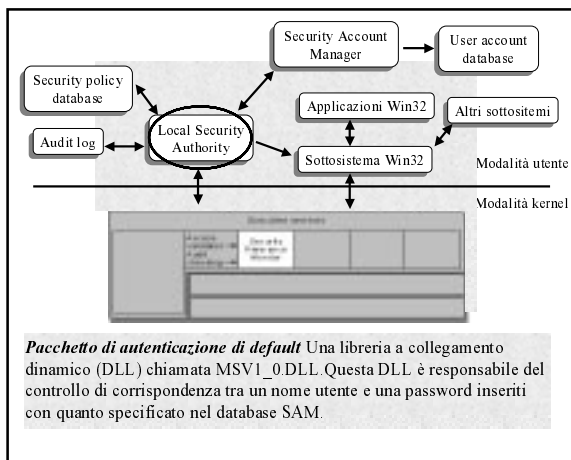 Security Account
Manager
User account
database
Security policy
database
Applicazioni Win32
Altri sottositemi
Audit log
Local Security
Authority
Sottosistema Win32
Modalità utente
Modalità kernel
Pacchetto di autenticazione di default Una libreria a collegamento
dinamico (DLL) chiamata MSV1_0.DLL.Questa DLL è responsabile del
controllo di corrispondenza tra un nome utente e una password inseriti
con quanto specificato nel database SAM.